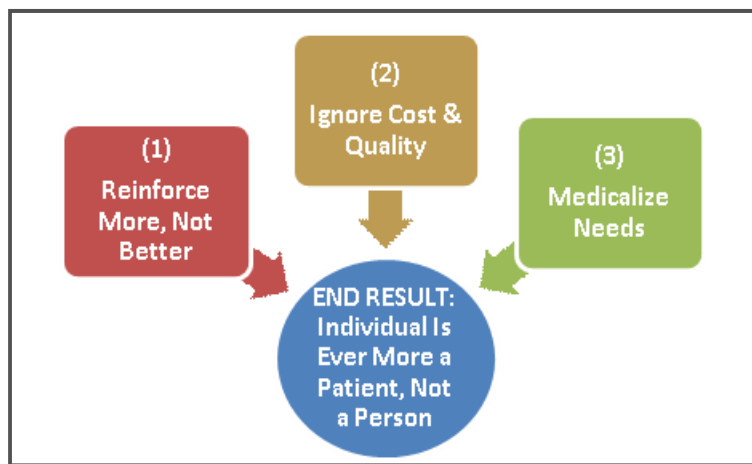 (1)
Reinforce
More, Not
Better
(2)
Ignore Cost &
Quality
(3)
Medicalize
Needs
END RESULT:
Individual Is
Ever More a
Patient, Not
a Person